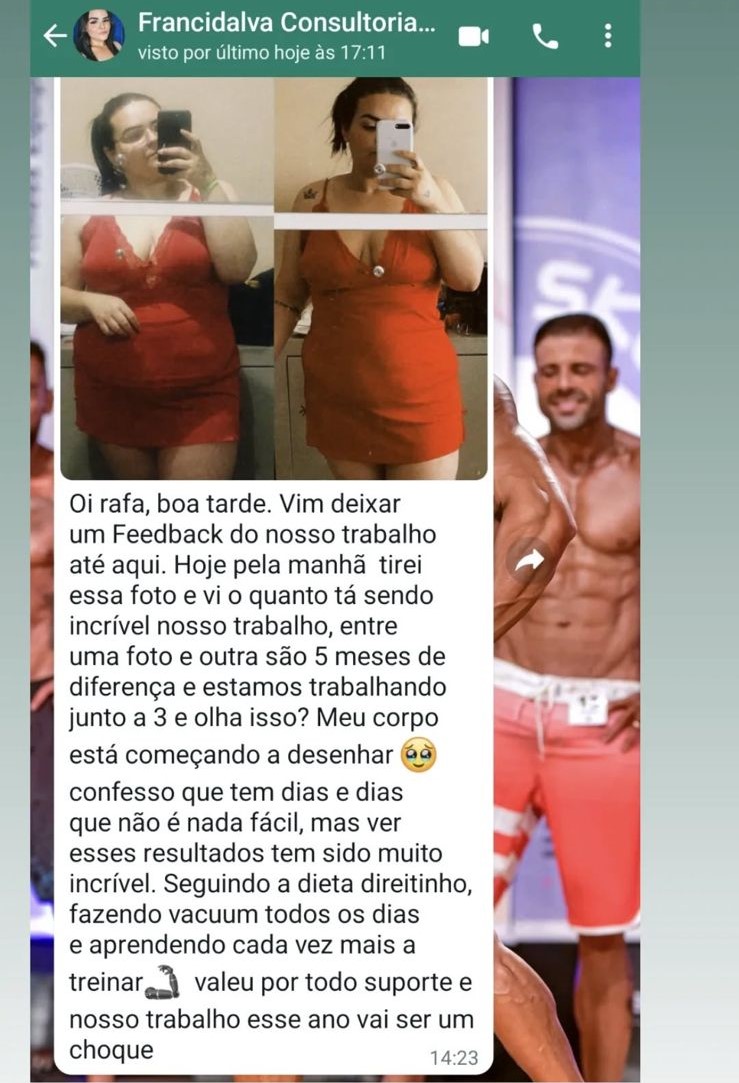 Francidalva Consultoria...
visto por último hoje às 17:11
Oi rafa, boa tarde. Vim deixar
um Feedback do nosso trabalho
até aqui. Hoje pela manhã tirei
essa foto e vi o quanto tá sendo
incrível nosso trabalho, entre
uma foto e outra são 5 meses de
diferença e estamos trabalhando
junto a 3 e olha isso? Meu corpo
está começando a desenhar 🥹
confesso que tem dias e dias
que não é nada fácil, mas ver
esses resultados tem sido muito
incrível. Seguindo a dieta direitinho,
fazendo vacuum todos os dias
e aprendendo cada vez mais a
treinar🦾 valeu por todo suporte e
nosso trabalho esse ano vai ser um
choque
14:23